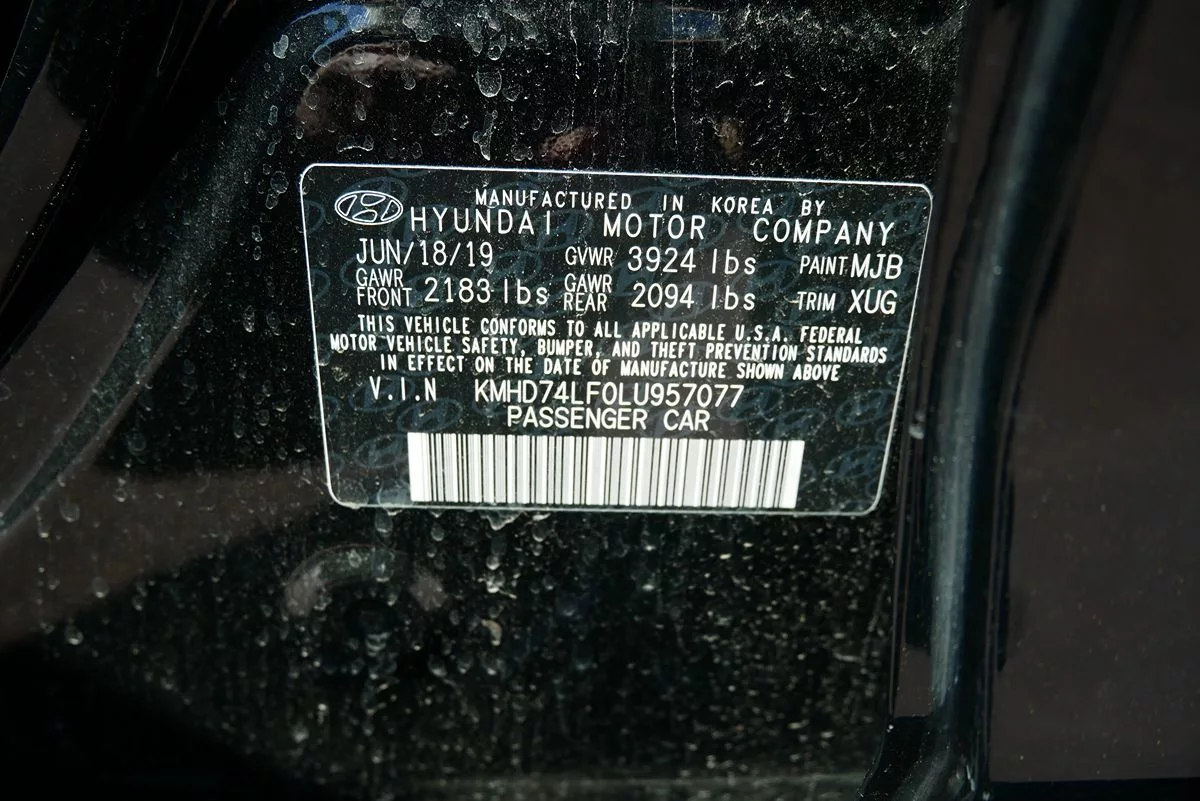 MANUFACTURED IN KOREA BY
HYUNDAI MOTOR COMPANY
JUN/18/19 GVWR 3924 lbs PAINT MJB
GAWR FRONT 2183 lbs GAWR REAR 2094 lbs TRIM XUG
THIS VEHICLE CONFORMS TO ALL APPLICABLE U.S.A. FEDERAL
MOTOR VEHICLE SAFETY, BUMPER, AND THEFT PREVENTION STANDARDS
IN EFFECT ON THE DATE OF MANUFACTURE SHOWN ABOVE
V.I.N KMHD74LF0LU957077
PASSENGER CAR